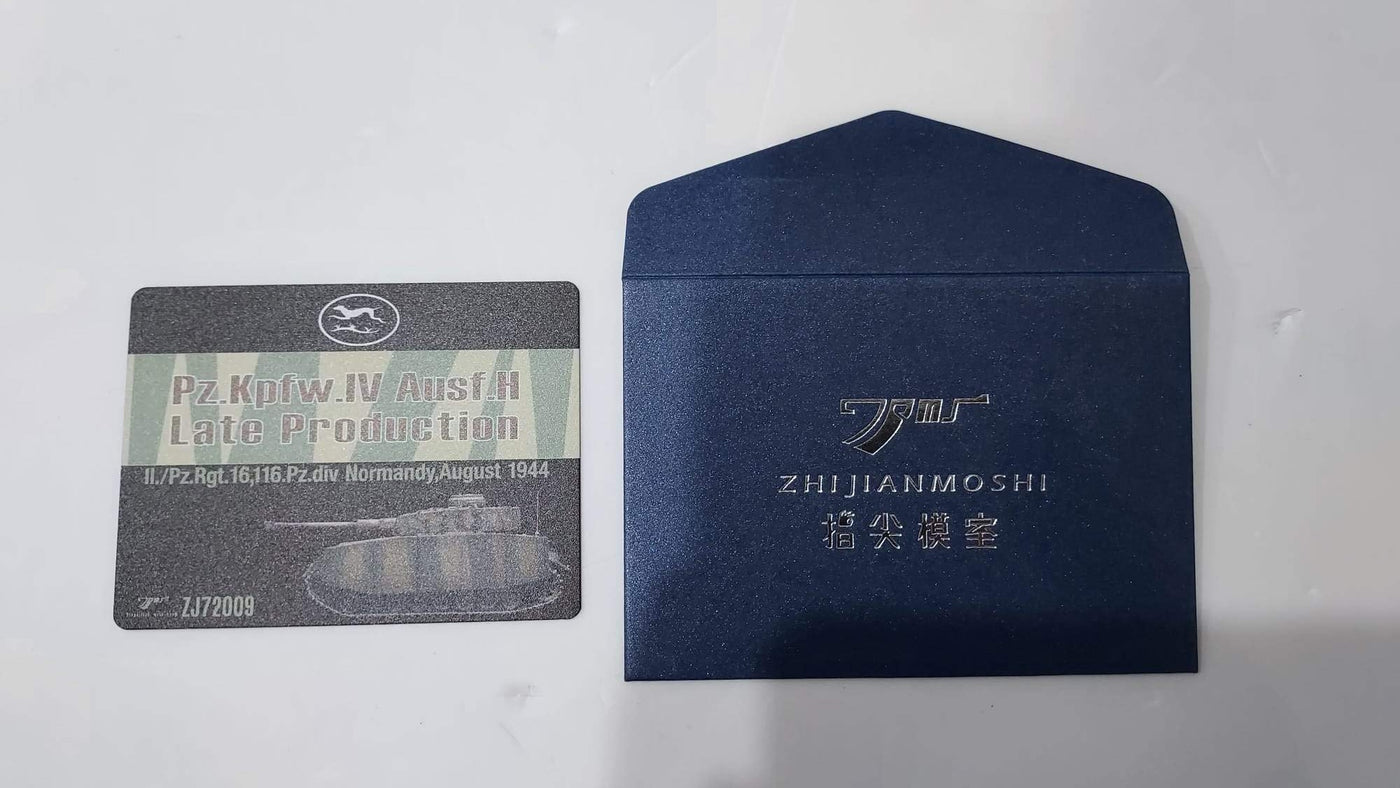 Pz.Kpfw.IV Ausf.H
Late Production
II./Pz.Rgt.16,116.Pz.div Normandy,August 1944
ZJ72009
ZJMS
ZHIJIANMOSHI
指尖模室